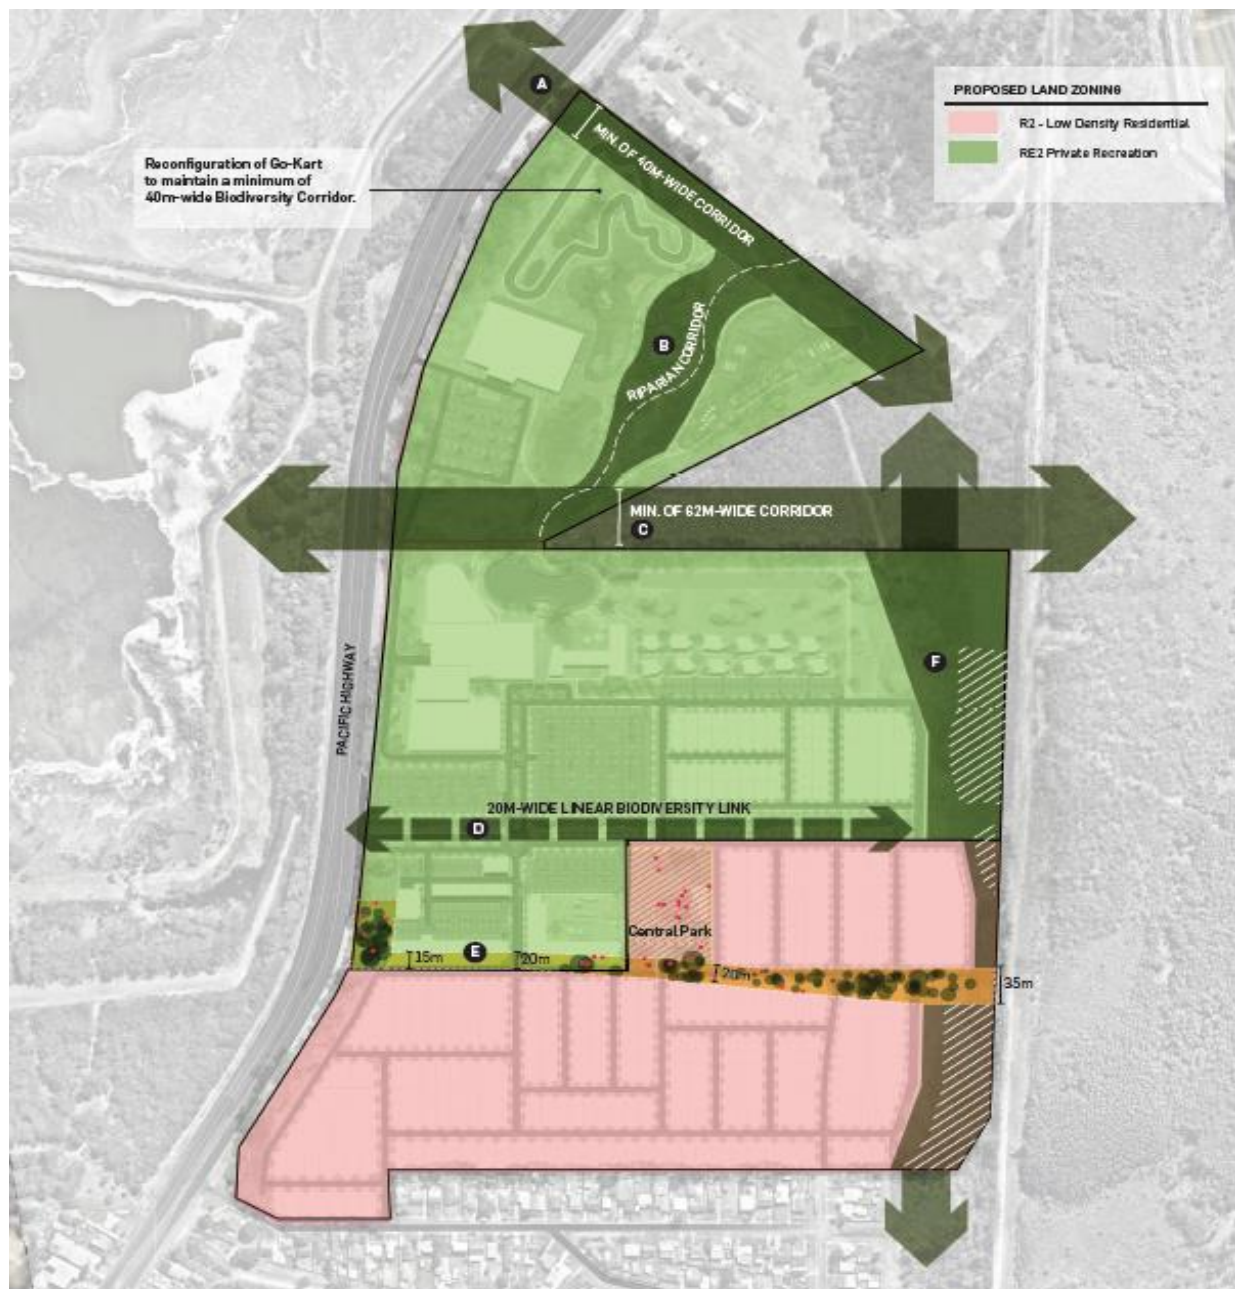 A
PROPOSED LAND ZONING
R2 - Low Density Residential
RE2 Private Recreation
MIN. OF 40M-WIDE CORRIDOR
Reconfiguration of Go-Kart
to maintain a minimum of
40m-wide Biodiversity Corridor.
B
RIPARIAN CORRIDOR
MIN. OF 62M-WIDE CORRIDOR
C
F
PACIFIC HIGHWAY
20M-WIDE LINEAR BIODIVERSITY LINK
D
Central Park
E
15m
20m
20m
35m